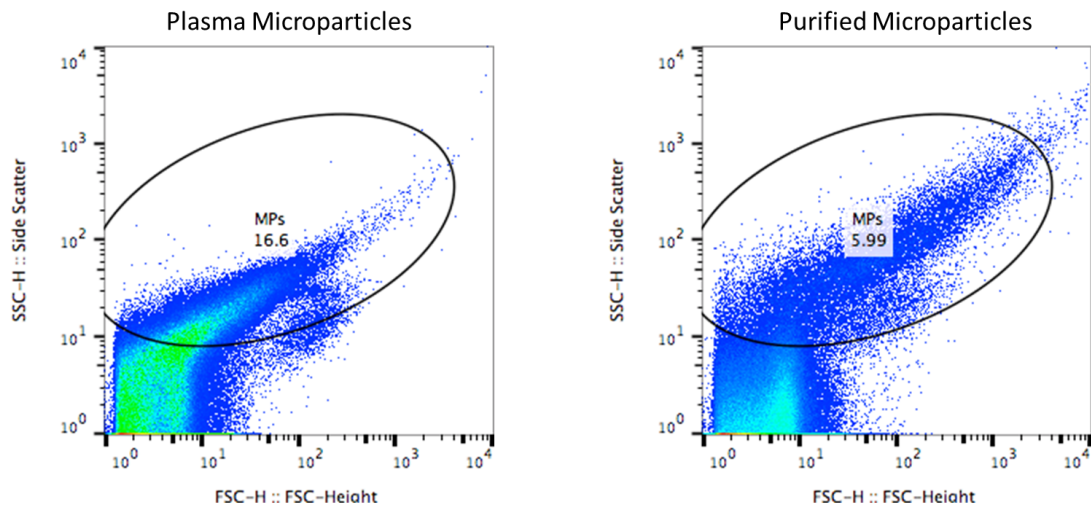 Plasma Microparticles
10^4
10^3
10^2
10^1
10^0
SSC-H :: Side Scatter
MPs
16.6
10^0 10^1 10^2 10^3 10^4
FSC-H :: FSC-Height
Purified Microparticles
10^4
10^3
10^2
10^1
10^0
SSC-H :: Side Scatter
MPs
5.99
10^0 10^1 10^2 10^3 10^4
FSC-H :: FSC-Height